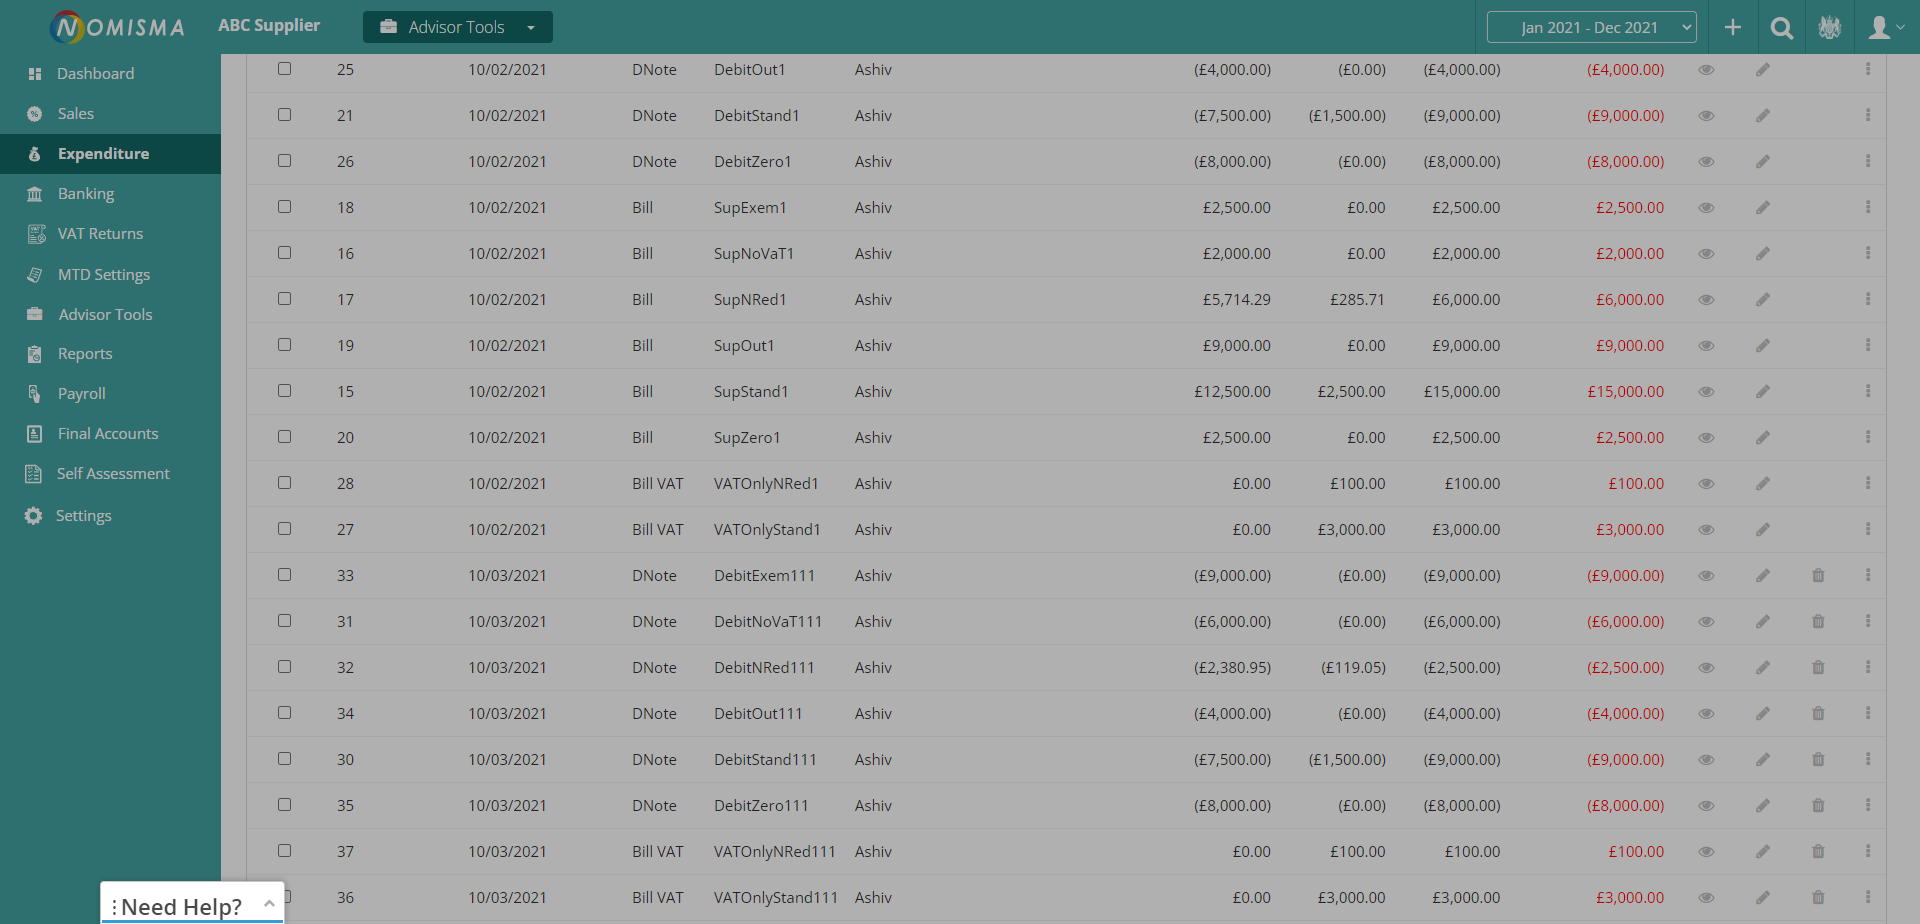 NOMISMA
ABC Supplier
Advisor Tools
Jan 2021 - Dec 2021
Dashboard
Sales
Expenditure
Banking
VAT Returns
MTD Settings
Advisor Tools
Reports
Payroll
Final Accounts
Self Assessment
Settings
25 10/02/2021 DNote DebitOut1 Ashiv (£4,000.00) (£0.00) (£4,000.00) (£4,000.00)
21 10/02/2021 DNote DebitStand1 Ashiv (£7,500.00) (£1,500.00) (£9,000.00) (£9,000.00)
26 10/02/2021 DNote DebitZero1 Ashiv (£8,000.00) (£0.00) (£8,000.00) (£8,000.00)
18 10/02/2021 Bill SupExem1 Ashiv £2,500.00 £0.00 £2,500.00 £2,500.00
16 10/02/2021 Bill SupNoVaT1 Ashiv £2,000.00 £0.00 £2,000.00 £2,000.00
17 10/02/2021 Bill SupNRed1 Ashiv £5,714.29 £285.71 £6,000.00 £6,000.00
19 10/02/2021 Bill SupOut1 Ashiv £9,000.00 £0.00 £9,000.00 £9,000.00
15 10/02/2021 Bill SupStand1 Ashiv £12,500.00 £2,500.00 £15,000.00 £15,000.00
20 10/02/2021 Bill SupZero1 Ashiv £2,500.00 £0.00 £2,500.00 £2,500.00
28 10/02/2021 Bill VAT VATOnlyNRed1 Ashiv £0.00 £100.00 £100.00 £100.00
27 10/02/2021 Bill VAT VATOnlyStand1 Ashiv £0.00 £3,000.00 £3,000.00 £3,000.00
33 10/03/2021 DNote DebitExem111 Ashiv (£9,000.00) (£0.00) (£9,000.00) (£9,000.00)
31 10/03/2021 DNote DebitNoVaT111 Ashiv (£6,000.00) (£0.00) (£6,000.00) (£6,000.00)
32 10/03/2021 DNote DebitNRed111 Ashiv (£2,380.95) (£119.05) (£2,500.00) (£2,500.00)
34 10/03/2021 DNote DebitOut111 Ashiv (£4,000.00) (£0.00) (£4,000.00) (£4,000.00)
30 10/03/2021 DNote DebitStand111 Ashiv (£7,500.00) (£1,500.00) (£9,000.00) (£9,000.00)
35 10/03/2021 DNote DebitZero111 Ashiv (£8,000.00) (£0.00) (£8,000.00) (£8,000.00)
37 10/03/2021 Bill VAT VATOnlyNRed111 Ashiv £0.00 £100.00 £100.00 £100.00
36 10/03/2021 Bill VAT VATOnlyStand111 Ashiv £0.00 £3,000.00 £3,000.00 £3,000.00
Need Help?